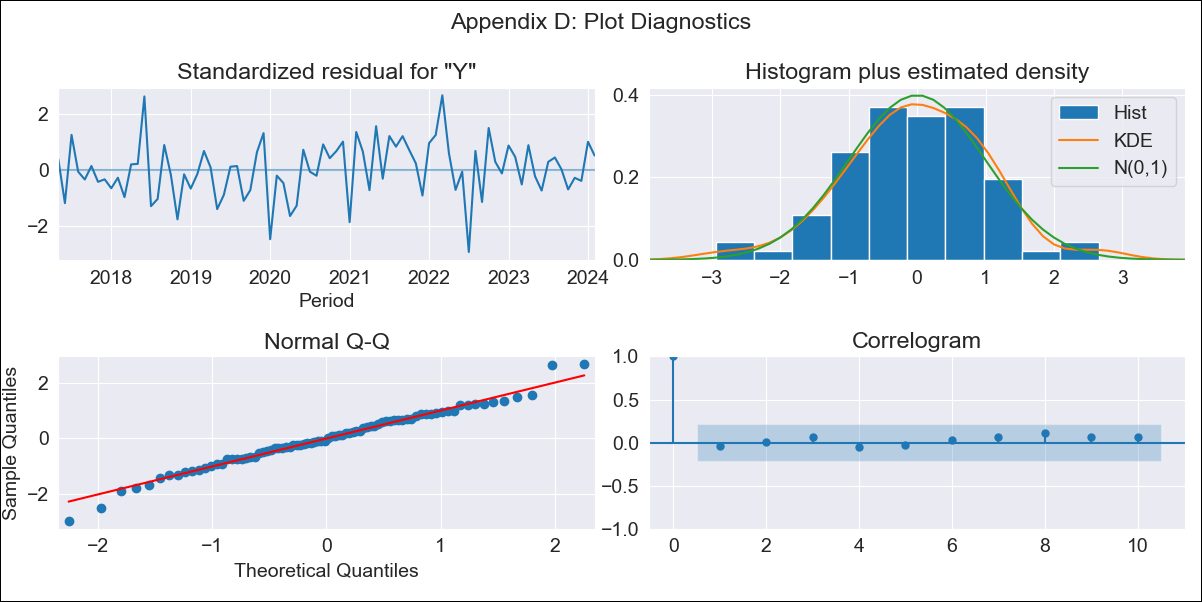 Appendix D: Plot Diagnostics
Standardized residual for "Y"
2
0
−2
2018 2019 2020 2021 2022 2023 2024
Period
Histogram plus estimated density
0.4
0.2
0.0
−3 −2 −1 0 1 2 3
Hist
KDE
N(0,1)
Normal Q-Q
Sample Quantiles
2
0
−2
−2 −1 0 1 2
Theoretical Quantiles
Correlogram
1.0
0.5
0.0
−0.5
−1.0
0 2 4 6 8 10